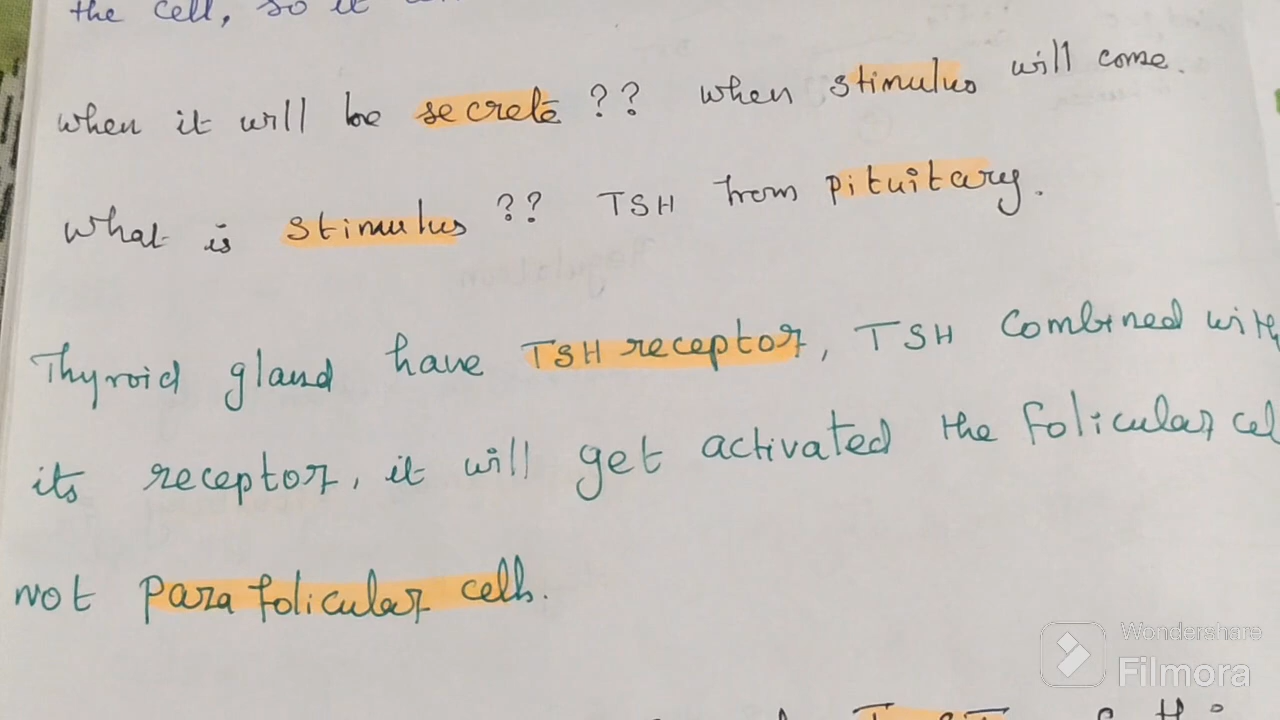 the cell, so it
when it will be secrete ?? when stimulus will come.
What is stimulus ?? TSH from pituitary.
Thyroid gland have TSH receptor, TSH combined with
its receptor, it will get activated the folicular cel
not parafolicular cells.
Wondershare
Filmora